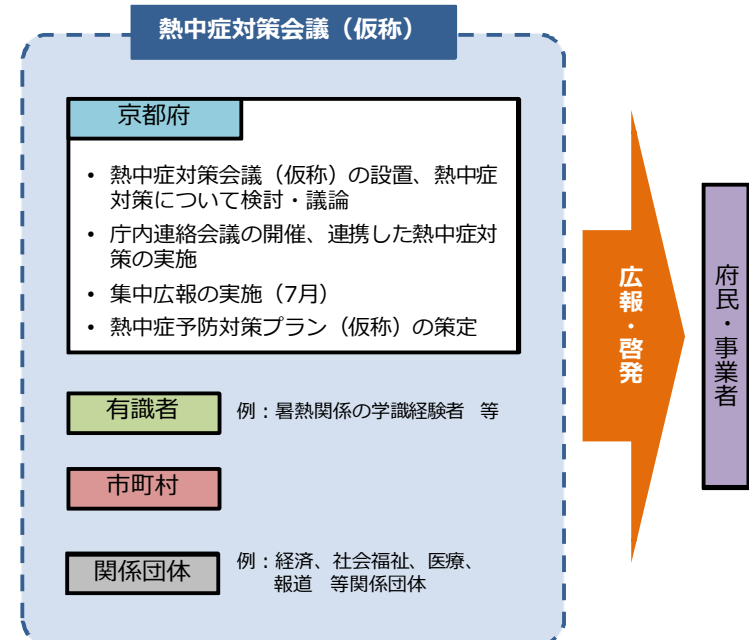 熱中症対策会議（仮称）
京都府
• 熱中症対策会議（仮称）の設置、熱中症
対策について検討・議論
• 庁内連絡会議の開催、連携した熱中症対
策の実施
• 集中広報の実施（7月）
• 熱中症予防対策プラン（仮称）の策定
有識者
例：暑熱関係の学識経験者 等
市町村
関係団体
例：経済、社会福祉、医療、
報道 等関係団体
広報・啓発
府民・事業者